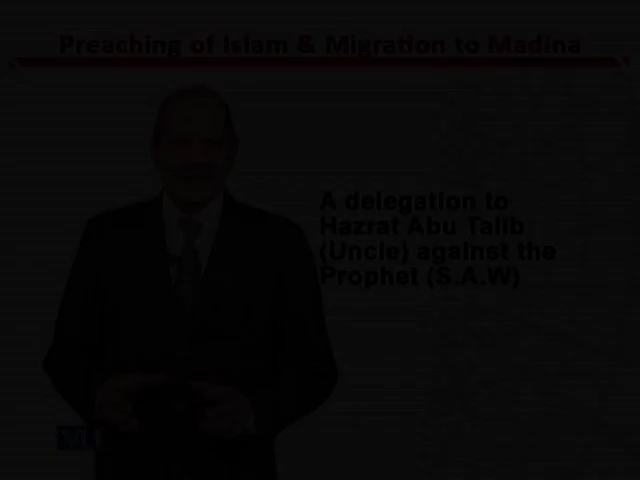 Preaching of Islam & Migration to Madina
A delegation to
Hazrat Abu Talib
(Uncle) against the
Prophet (S.A.W)